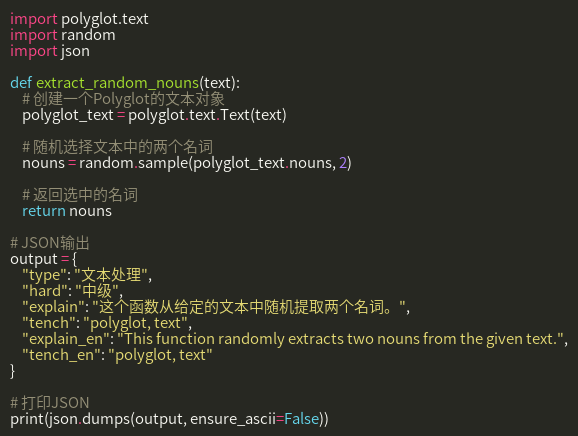 import polyglot.text
import random
import json
def extract_random_nouns(text):
# 创建一个Polyglot的文本对象
polyglot_text = polyglot.text.Text(text)
# 随机选择文本中的两个名词
nouns = random.sample(polyglot_text.nouns, 2)
# 返回选中的名词
return nouns
# JSON输出
output = {
"type": "文本处理",
"hard": "中级",
"explain": "这个函数从给定的文本中随机提取两个名词。",
"tench": "polyglot, text",
"explain_en": "This function randomly extracts two nouns from the given text.",
"tench_en": "polyglot, text"
}
# 打印JSON
print(json.dumps(output, ensure_ascii=False))